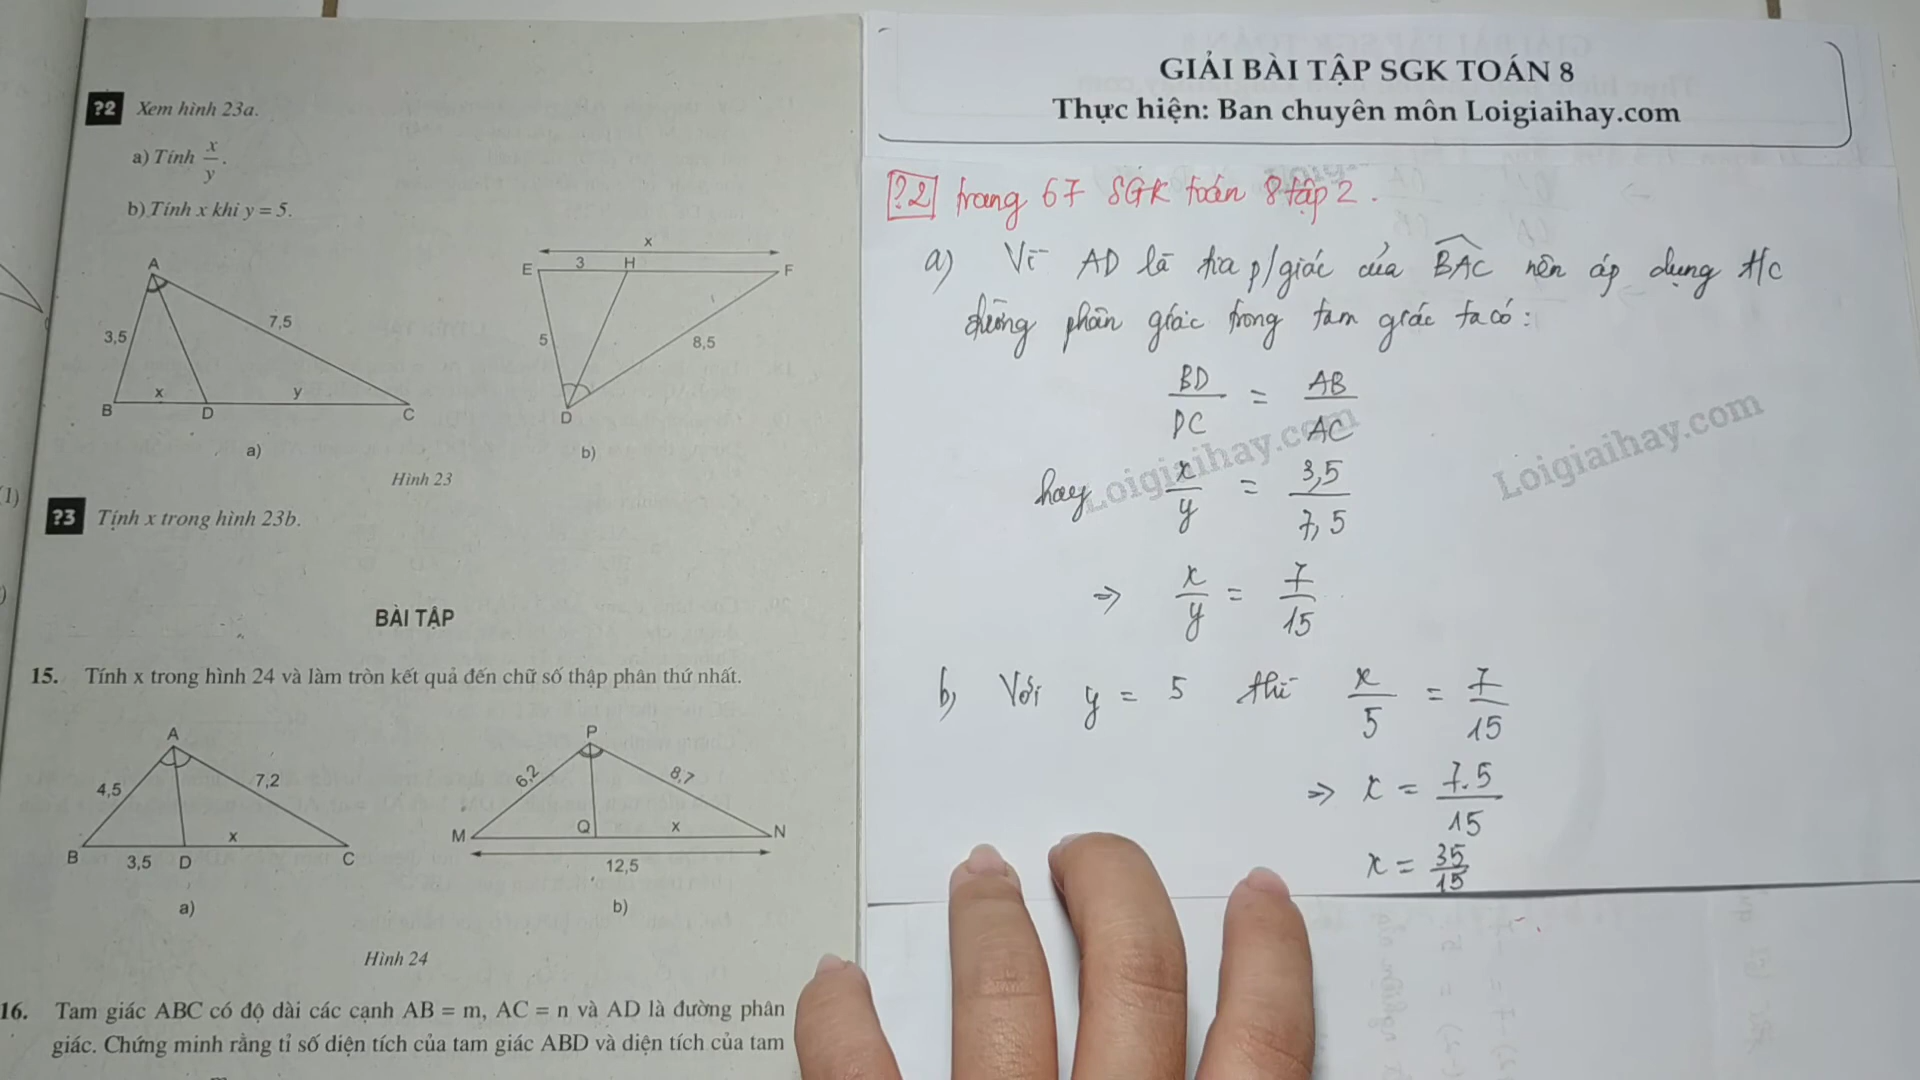 ?2 Xem hình 23a.
a) Tính x/y.
b) Tính x khi y = 5.
A
3,5
7,5
x
y
B
D
C
a)
x
E
3
H
F
5
8,5
D
b)
Hình 23
?3 Tính x trong hình 23b.
BÀI TẬP
15. Tính x trong hình 24 và làm tròn kết quả đến chữ số thập phân thứ nhất.
A
4,5
7,2
x
B
3,5
D
C
a)
P
6,2
8,7
M
Q
x
N
12,5
b)
Hình 24
16. Tam giác ABC có độ dài các cạnh AB = m, AC = n và AD là đường phân
giác. Chứng minh rằng tỉ số diện tích của tam giác ABD và diện tích của tam
GIẢI BÀI TẬP SGK TOÁN 8
Thực hiện: Ban chuyên môn Loigiaihay.com
?2 trang 67 SGK toán 8 tập 2.
a) Vì AD là tia p/giác của BAC nên áp dụng t/c
đường phân giác trong tam giác ta có:
BD/DC = AB/AC
hay x/y = 3,5/7,5
=> x/y = 7/15
b) Với y = 5 thì x/5 = 7/15
=> x = 7.5/15
x = 35/15
Loigiaihay.com
Loigiaihay.com